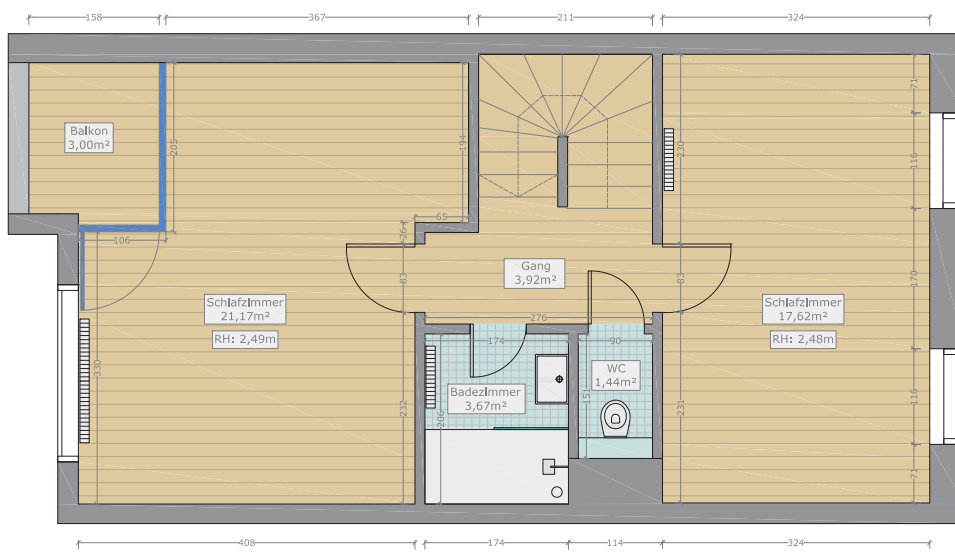 158
367
211
324
Balkon
3,00m²
205
194
230
71
116
65
26
106
83
Gang
3,92m²
83
170
Schlafzimmer
21,17m²
RH: 2,49m
Schlafzimmer
17,62m²
RH: 2,48m
276
174
90
330
232
206
Badezimmer
3,67m²
WC
1,44m²
151
231
116
71
408
174
114
324